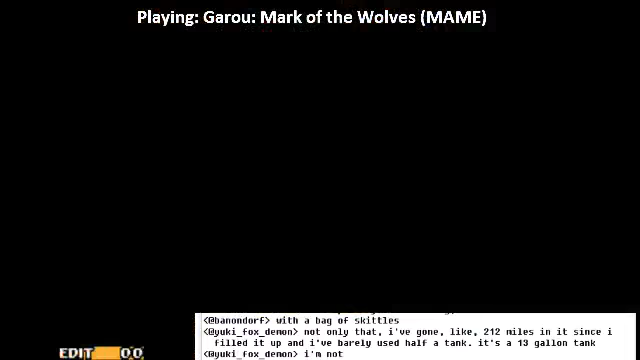 Playing: Garou: Mark of the Wolves (MAME)
<@banondorf> with a bag of skittles
<@yuki_fox_demon> not only that, i've gone, like, 212 miles in it since i
filled it up and i've barely used half a tank. it's a 13 gallon tank
<@yuki_fox_demon> i'm not
EDIT